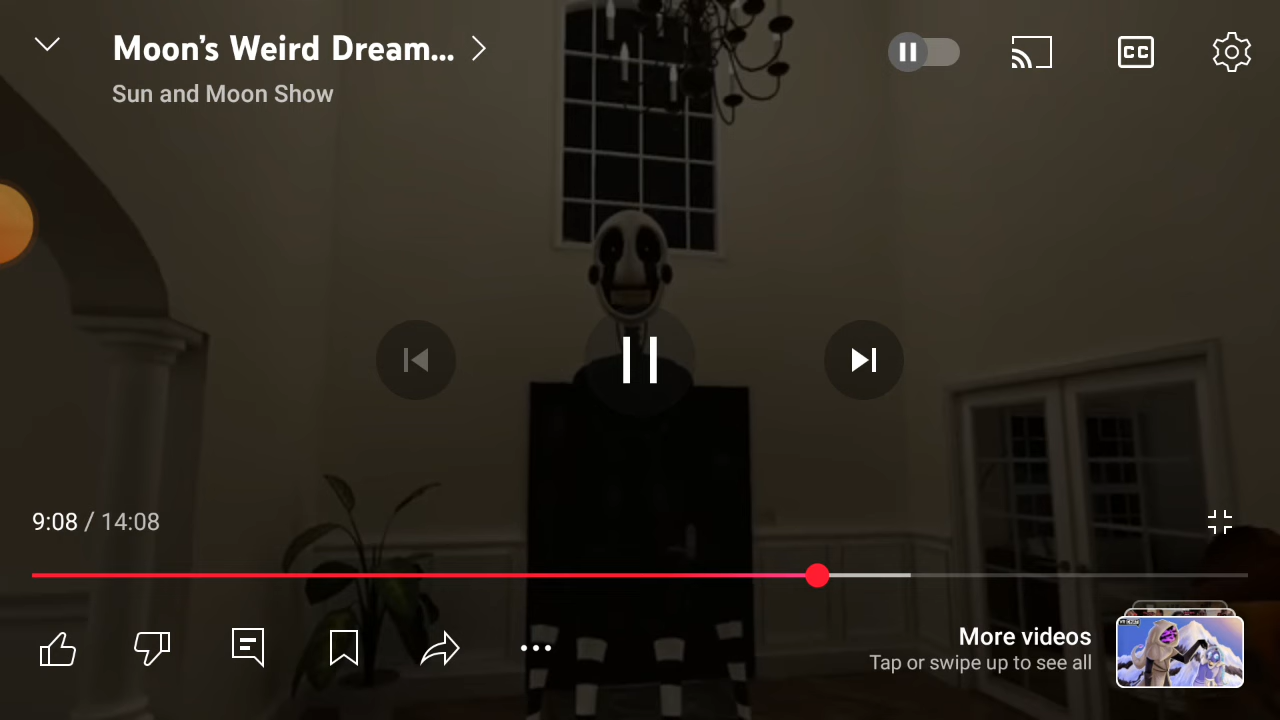 Moon's Weird Dream...
Sun and Moon Show
CC
9:08 / 14:08
More videos
Tap or swipe up to see all